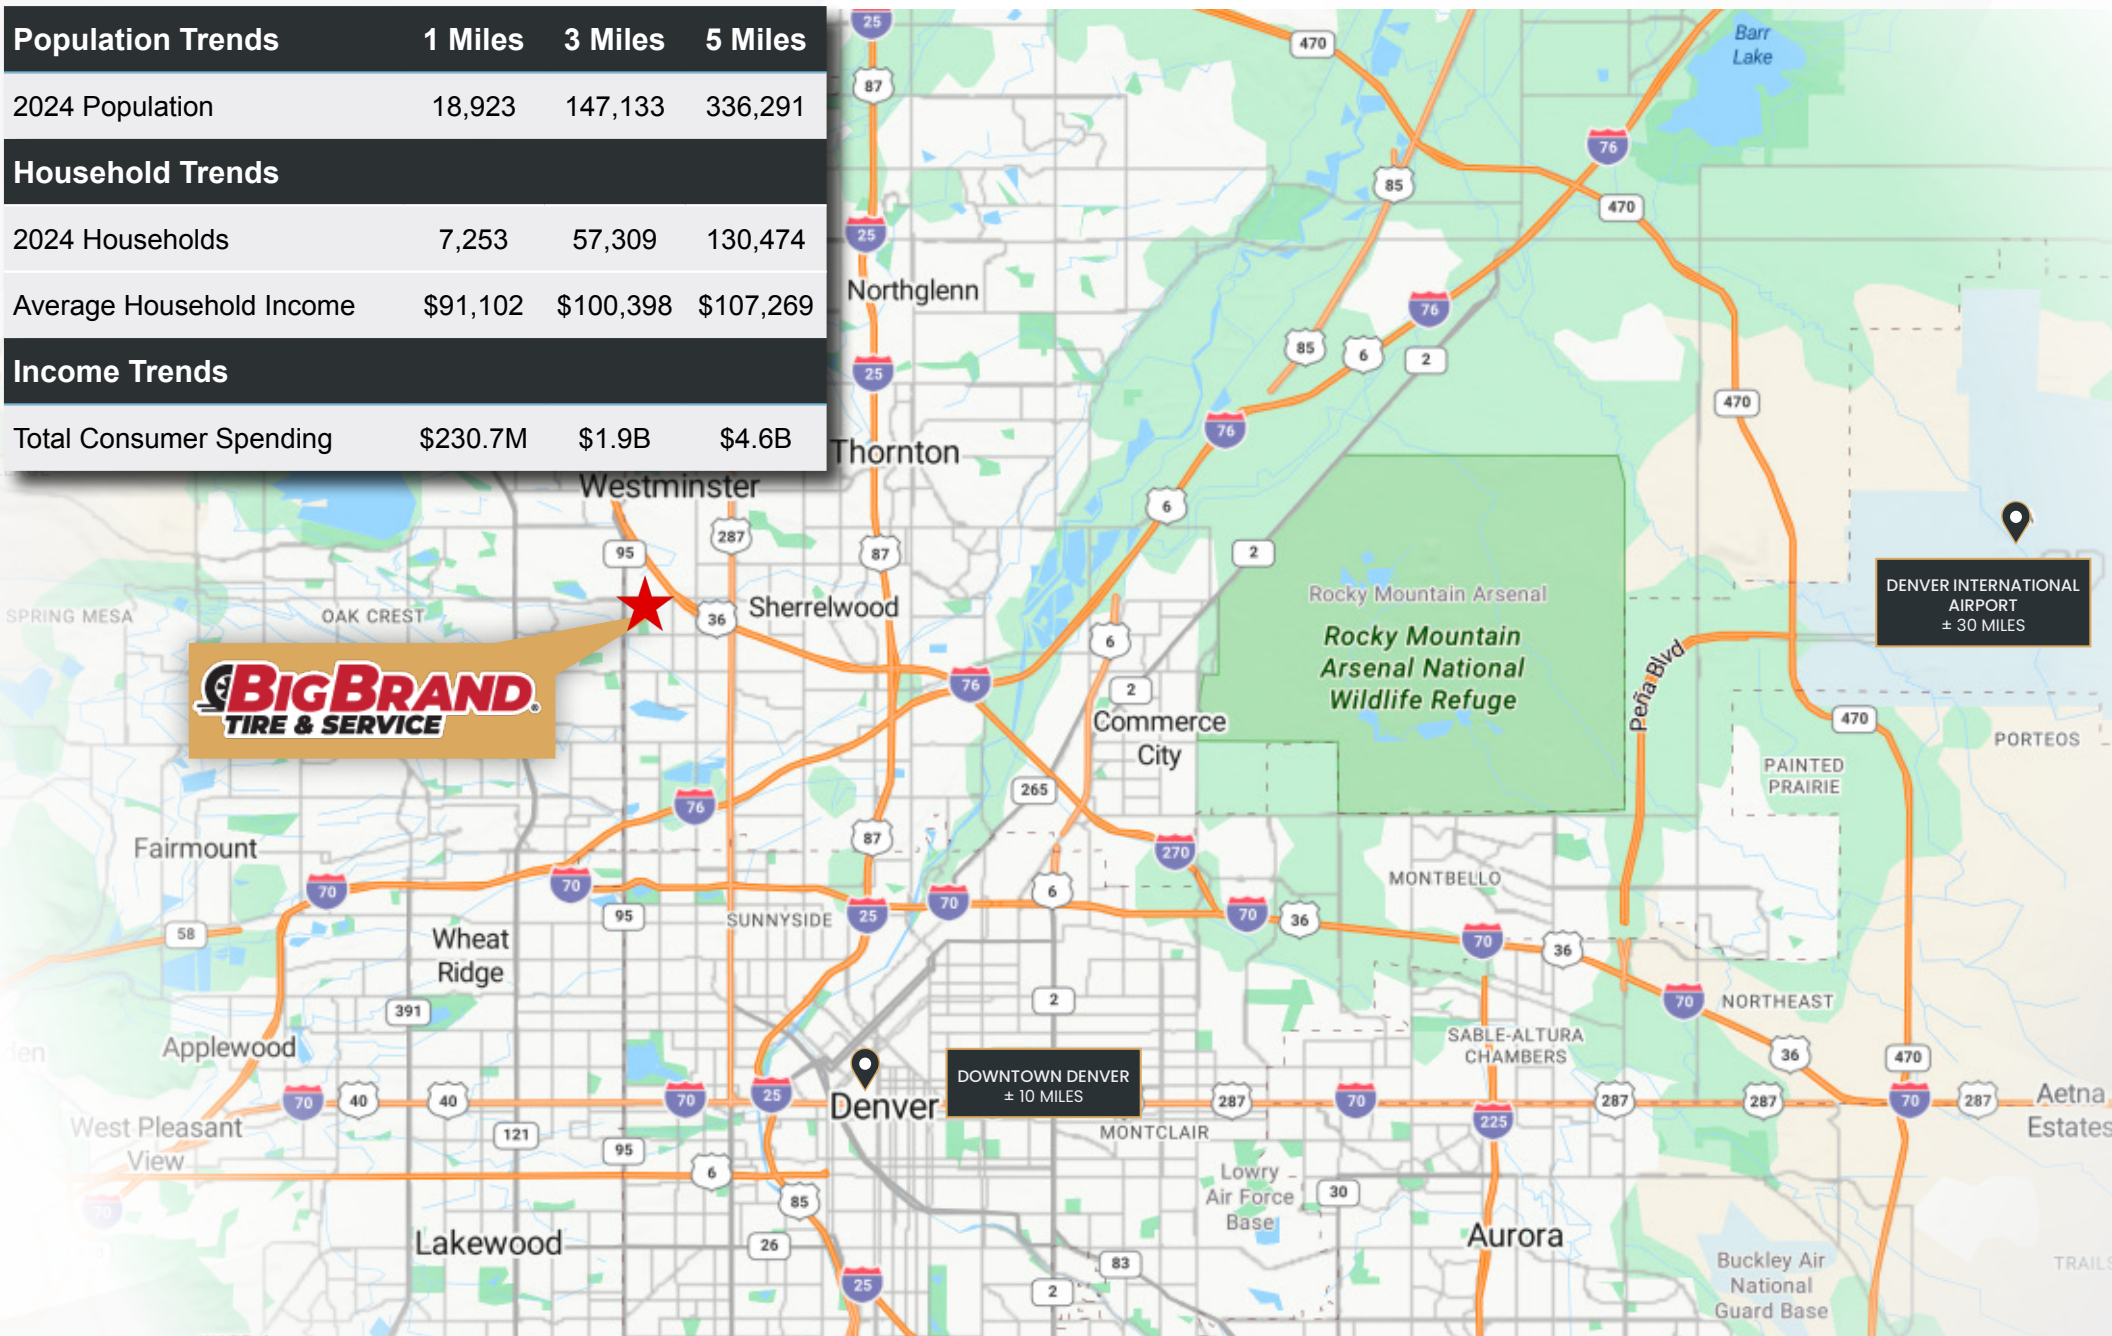 Population Trends 1 Miles 3 Miles 5 Miles
2024 Population 18,923 147,133 336,291
Household Trends
2024 Households 7,253 57,309 130,474
Average Household Income $91,102 $100,398 $107,269
Income Trends
Total Consumer Spending $230.7M $1.9B $4.6B
25
470
Barr
Lake
87
76
85
470
25
Northglenn
76
85
6
2
25
470
76
Thornton
Westminster
6
287
95
87
2
DENVER INTERNATIONAL
AIRPORT
± 30 MILES
Rocky Mountain Arsenal
Rocky Mountain
Arsenal National
Wildlife Refuge
SPRING MESA
OAK CREST
36
Sherrelwood
6
Peña Blvd
BIG BRAND®
TIRE & SERVICE
76
2
Commerce
City
470
PORTEOS
PAINTED
PRAIRIE
265
76
87
270
Fairmount
70
70
6
MONTBELLO
95
SUNNYSIDE
25
70
70
36
58
Wheat
Ridge
70
36
391
2
70
NORTHEAST
SABLE-ALTURA
CHAMBERS
36
470
Applewood
DOWNTOWN DENVER
± 10 MILES
70
40
40
70
25
Denver
287
70
287
287
70
287
Aetna
Estates
West Pleasant
View
121
95
MONTCLAIR
225
6
85
Lowry
Air Force
Base
30
70
Lakewood
26
83
Aurora
25
2
Buckley Air
National
Guard Base
TRAILS